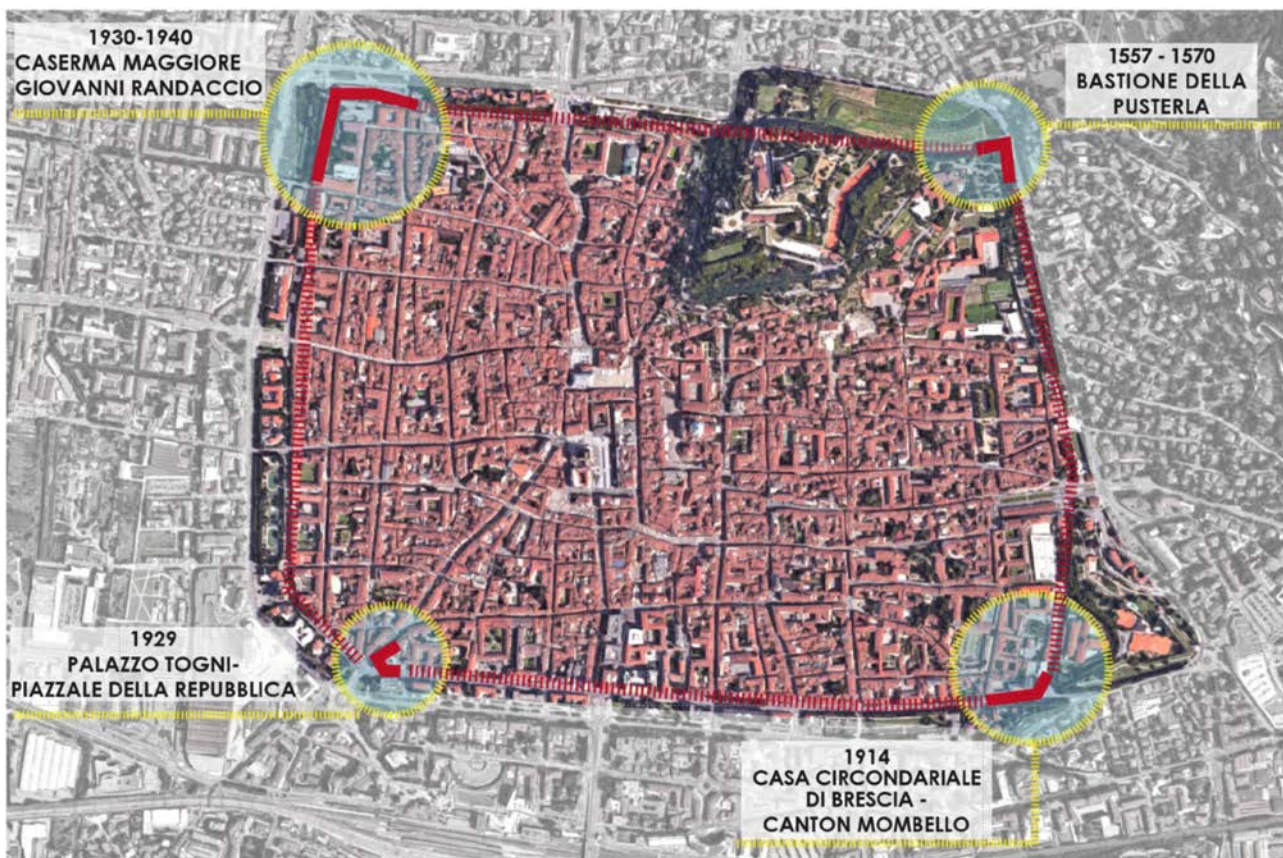 1930-1940
CASERMA MAGGIORE
GIOVANNI RANDACCIO
1557 - 1570
BASTIONE DELLA
PUSTERLA
1929
PALAZZO TOGNI-
PIAZZALE DELLA REPUBBLICA
1914
CASA CIRCONDARIALE
DI BRESCIA -
CANTON MOMBELLO